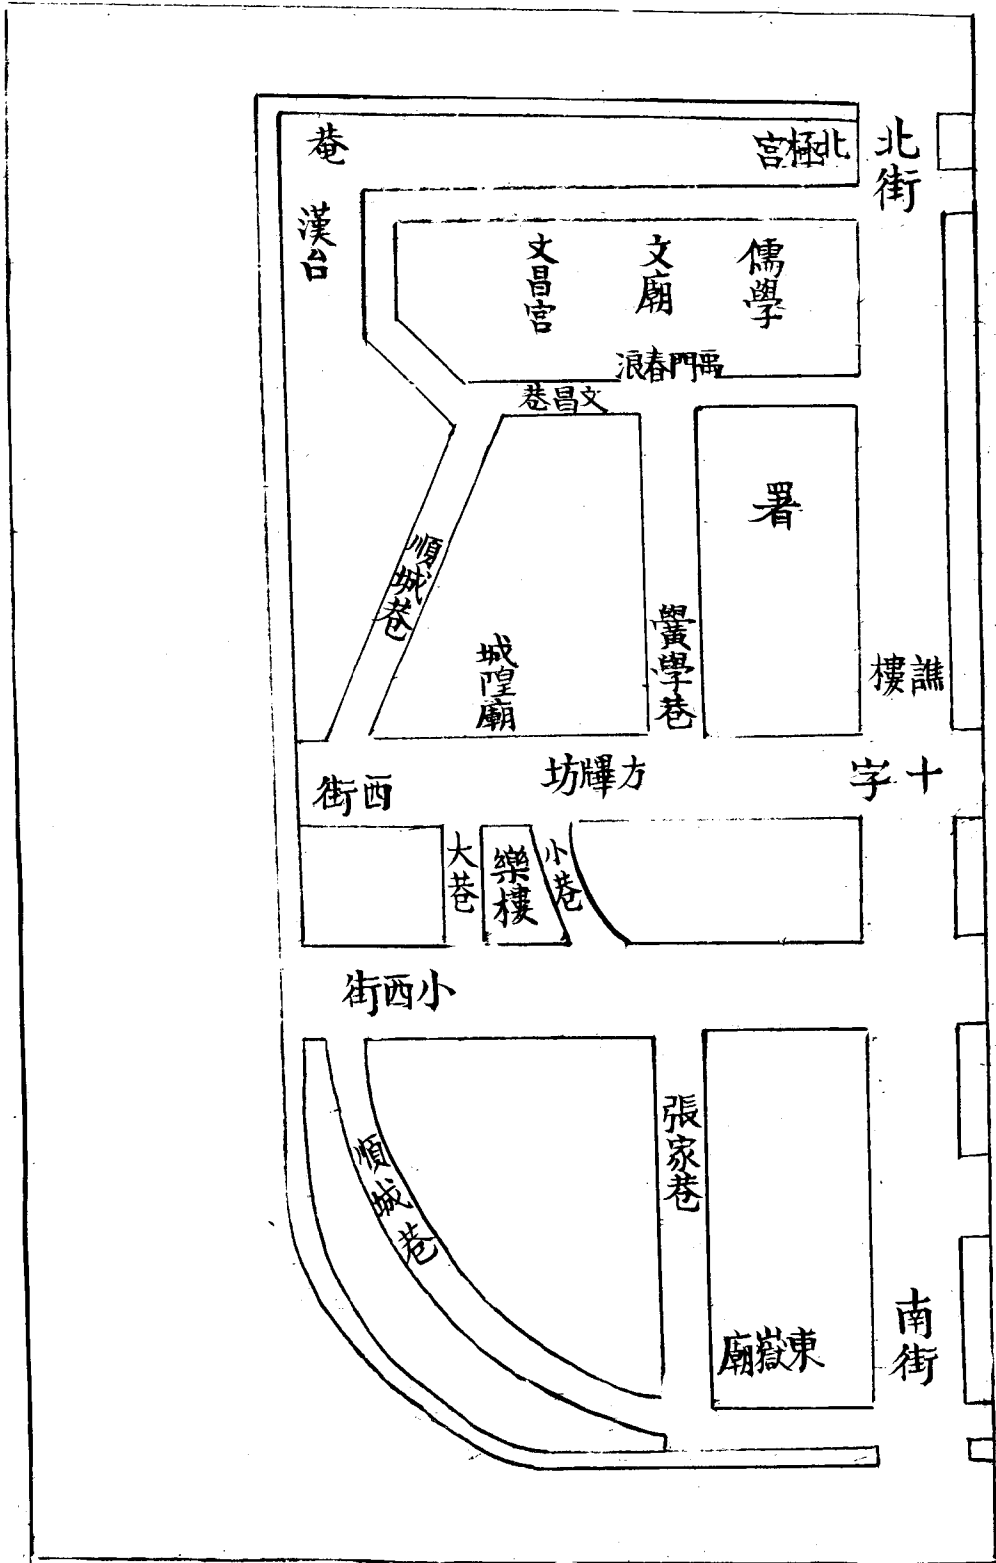 北街
北極宮
菴
漢台
儒學
文廟
文昌宮
禹門春浪
文昌巷
署
順城巷
黌學巷
城隍廟
譙樓
十字
方牌坊
西街
小巷
樂樓
大巷
小西街
張家巷
順城巷
東嶽廟
南街